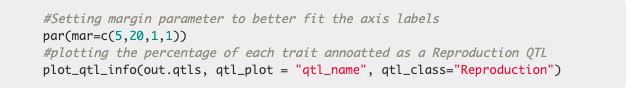 #Setting margin parameter to better fit the axis labels
par(mar=c(5,20,1,1))
#plotting the percentage of each trait annoatted as a Reproduction QTL
plot_qtl_info(out.qtls, qtl_plot = "qtl_name", qtl_class="Reproduction")